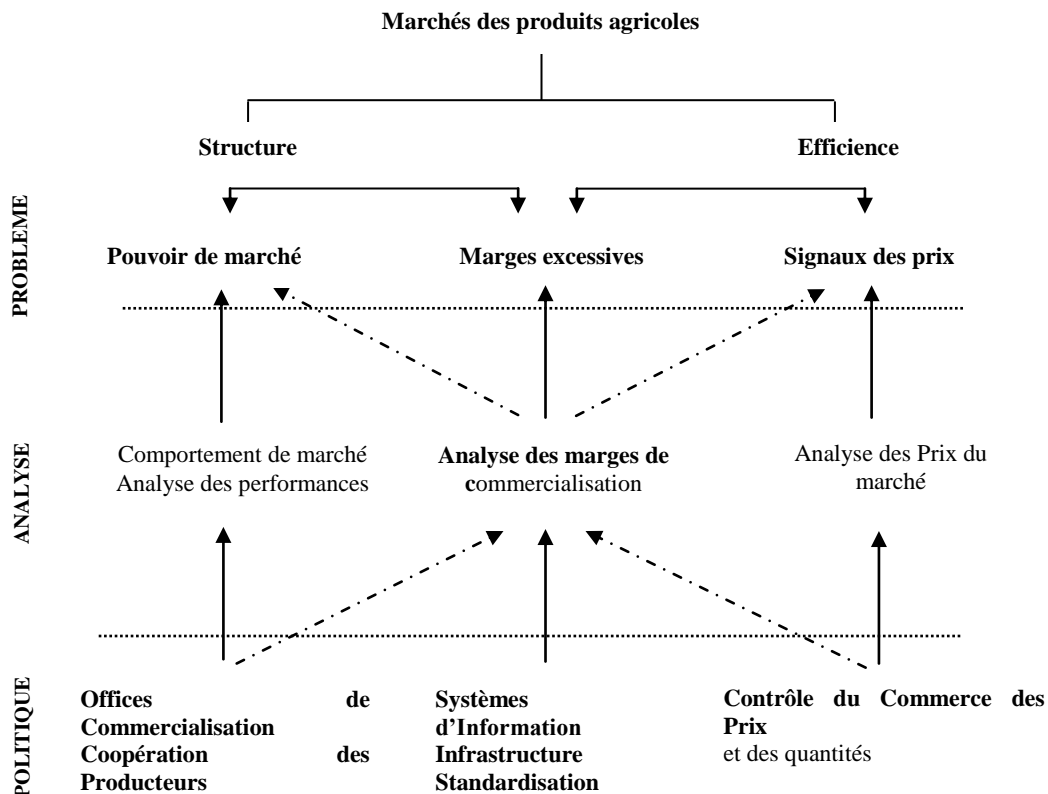 Marchés des produits agricoles
Structure
Efficience
PROBLEME
Pouvoir de marché
Marges excessives
Signaux des prix
ANALYSE
Comportement de marché
Analyse des performances
Analyse des marges de
commercialisation
Analyse des Prix du
marché
POLITIQUE
Offices de
Commercialisation
Coopération des
Producteurs
Systèmes
d’Information
Infrastructure
Standardisation
Contrôle du Commerce des
Prix
et des quantités